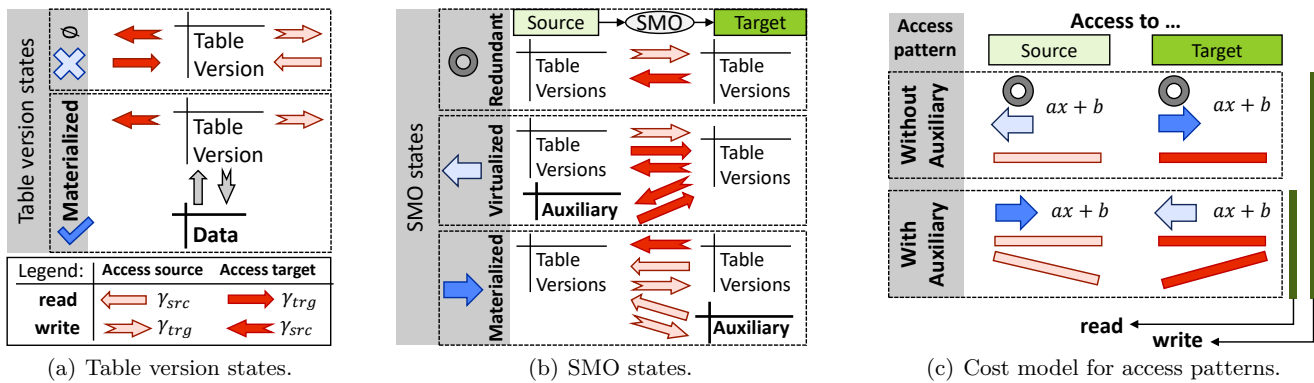 Table version states
∅
Table
Version
Materialized
Table
Version
Data
Legend: Access source Access target
read γsrc γtrg
write γtrg γsrc
(a) Table version states.
SMO states
Source SMO Target
Redundant
Table
Versions
Table
Versions
Virtualized
Table
Versions
Auxiliary
Table
Versions
Materialized
Table
Versions
Table
Versions
Auxiliary
(b) SMO states.
Access
pattern
Access to ...
Source Target
Without
Auxiliary
ax + b ax + b
With
Auxiliary
ax + b ax + b
read
write
(c) Cost model for access patterns.